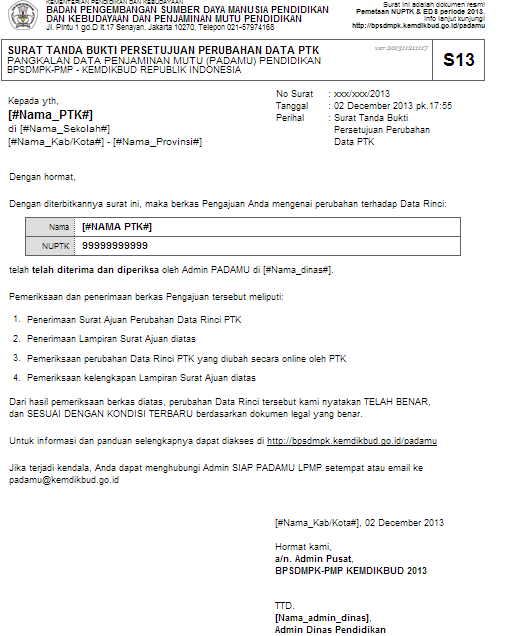 KEMENTERIAN PENDIDIKAN DAN KEBUDAYAAN
BADAN PENGEMBANGAN SUMBER DAYA MANUSIA PENDIDIKAN
DAN KEBUDAYAAN DAN PENJAMINAN MUTU PENDIDIKAN
Jl. Pintu 1 gd.D lt.17 Senayan, Jakarta 10270, Telepon 021-57974168
Surat ini adalah dokumen resmi
Pemetaan NUPTK & EDS periode 2013,
info lanjut kunjungi
http://bpsdmpk.kemdikbud.go.id/padamu
SURAT TANDA BUKTI PERSETUJUAN PERUBAHAN DATA PTK
PANGKALAN DATA PENJAMINAN MUTU (PADAMU) PENDIDIKAN
BPSDMPK-PMP - KEMDIKBUD REPUBLIK INDONESIA
S13
Kepada yth,
[#Nama_PTK#]
di [#Nama_Sekolah#]
[#Nama_Kab/Kota#] - [#Nama_Provinsi#]
No Surat : xxx/xxx/2013
Tanggal : 02 December 2013 pk.17:55
Perihal : Surat Tanda Bukti
Persetujuan Perubahan
Data PTK
Dengan hormat,
Dengan diterbitkannya surat ini, maka berkas Pengajuan Anda mengenai perubahan terhadap Data Rinci:
Nama [#NAMA PTK#]
NUPTK 99999999999
telah telah diterima dan diperiksa oleh Admin PADAMU di [#Nama_dinas#].
Pemeriksaan dan penerimaan berkas Pengajuan tersebut meliputi:
1. Penerimaan Surat Ajuan Perubahan Data Rinci PTK
2. Penerimaan Lampiran Surat Ajuan diatas
3. Pemeriksaan perubahan Data Rinci PTK yang diubah secara online oleh PTK
4. Pemeriksaan kelengkapan Lampiran Surat Ajuan diatas
Dari hasil pemeriksaan berkas diatas, perubahan Data Rinci tersebut kami nyatakan TELAH BENAR,
dan SESUAI DENGAN KONDISI TERBARU berdasarkan dokumen legal yang benar.
Untuk informasi dan panduan selengkapnya dapat diakses di http://bpsdmpk.kemdikbud.go.id/padamu
Jika terjadi kendala, Anda dapat menghubungi Admin SIAP PADAMU LPMP setempat atau email ke
padamu@kemdikbud.go.id
[#Nama_Kab/Kota#], 02 December 2013
Hormat kami,
a/n. Admin Pusat,
BPSDMPK-PMP KEMDIKBUD 2013
TTD.
[Nama_admin_dinas],
Admin Dinas Pendidikan